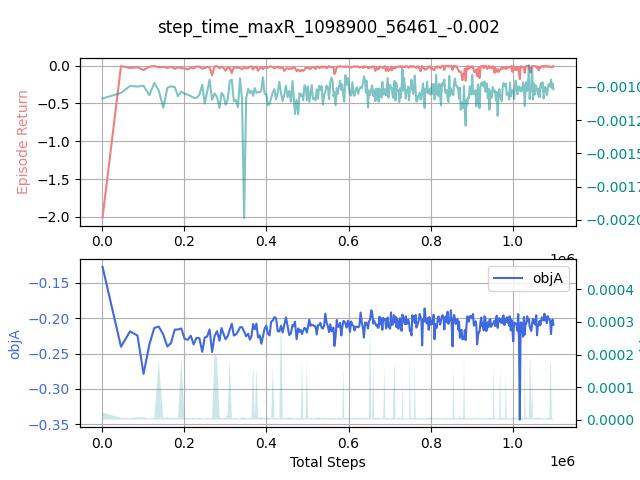 step_time_maxR_1098900_56461_-0.002
0.0
−0.5
−1.0
−1.5
−2.0
Episode Return
0.0 0.2 0.4 0.6 0.8 1.0
−0.0010
−0.0012
−0.0015
−0.0017
−0.0020
objA
−0.15
−0.20
−0.25
−0.30
−0.35
objA
0.0004
0.0003
0.0002
0.0001
0.0000
0.0 0.2 0.4 0.6 0.8 1.0
Total Steps
1e6